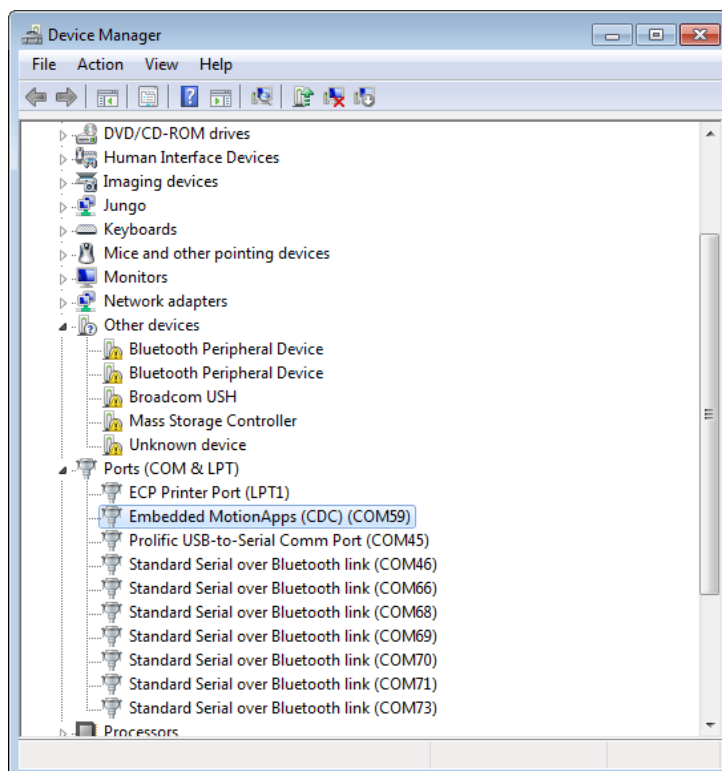 Device Manager
File Action View Help
DVD/CD-ROM drives
Human Interface Devices
Imaging devices
Jungo
Keyboards
Mice and other pointing devices
Monitors
Network adapters
Other devices
Bluetooth Peripheral Device
Bluetooth Peripheral Device
Broadcom USH
Mass Storage Controller
Unknown device
Ports (COM & LPT)
ECP Printer Port (LPT1)
Embedded MotionApps (CDC) (COM59)
Prolific USB-to-Serial Comm Port (COM45)
Standard Serial over Bluetooth link (COM46)
Standard Serial over Bluetooth link (COM66)
Standard Serial over Bluetooth link (COM68)
Standard Serial over Bluetooth link (COM69)
Standard Serial over Bluetooth link (COM70)
Standard Serial over Bluetooth link (COM71)
Standard Serial over Bluetooth link (COM73)
Processors